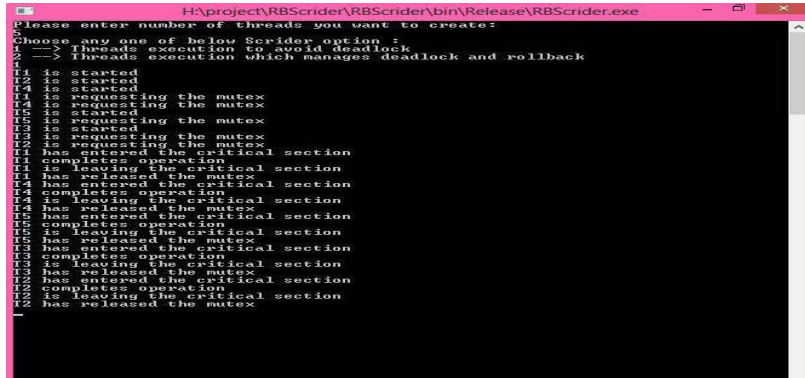 H:\project\RBScrider\RBScrider\bin\Release\RBScrider.exe
Please enter number of threads you want to create:
5
Choose any one of below Scrider option :
1 --> Threads execution to avoid deadlock
2 --> Threads execution which manages deadlock and rollback
1
T1 is started
T2 is started
T4 is started
T1 is requesting the mutex
T4 is requesting the mutex
T5 is started
T5 is requesting the mutex
T3 is started
T3 is requesting the mutex
T2 is requesting the mutex
T1 has entered the critical section
T1 completes operation
T1 is leaving the critical section
T1 has released the mutex
T4 has entered the critical section
T4 completes operation
T4 is leaving the critical section
T4 has released the mutex
T5 has entered the critical section
T5 completes operation
T5 is leaving the critical section
T5 has released the mutex
T3 has entered the critical section
T3 completes operation
T3 is leaving the critical section
T3 has released the mutex
T2 has entered the critical section
T2 completes operation
T2 is leaving the critical section
T2 has released the mutex